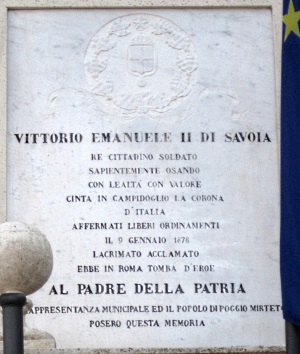 VITTORIO EMANUELE II DI SAVOIA
RE CITTADINO SOLDATO
SAPIENTEMENTE OSANDO
CON LEALTÀ CON VALORE
CINTA IN CAMPIDOGLIO LA CORONA
D'ITALIA
AFFERMATI LIBERI ORDINAMENTI
IL 9 GENNAIO 1878
LACRIMATO ACCLAMATO
EBBE IN ROMA TOMBA D'EROE
AL PADRE DELLA PATRIA
RAPPRESENTANZA MUNICIPALE ED IL POPOLO DI POGGIO MIRTETO
POSERO QUESTA MEMORIA